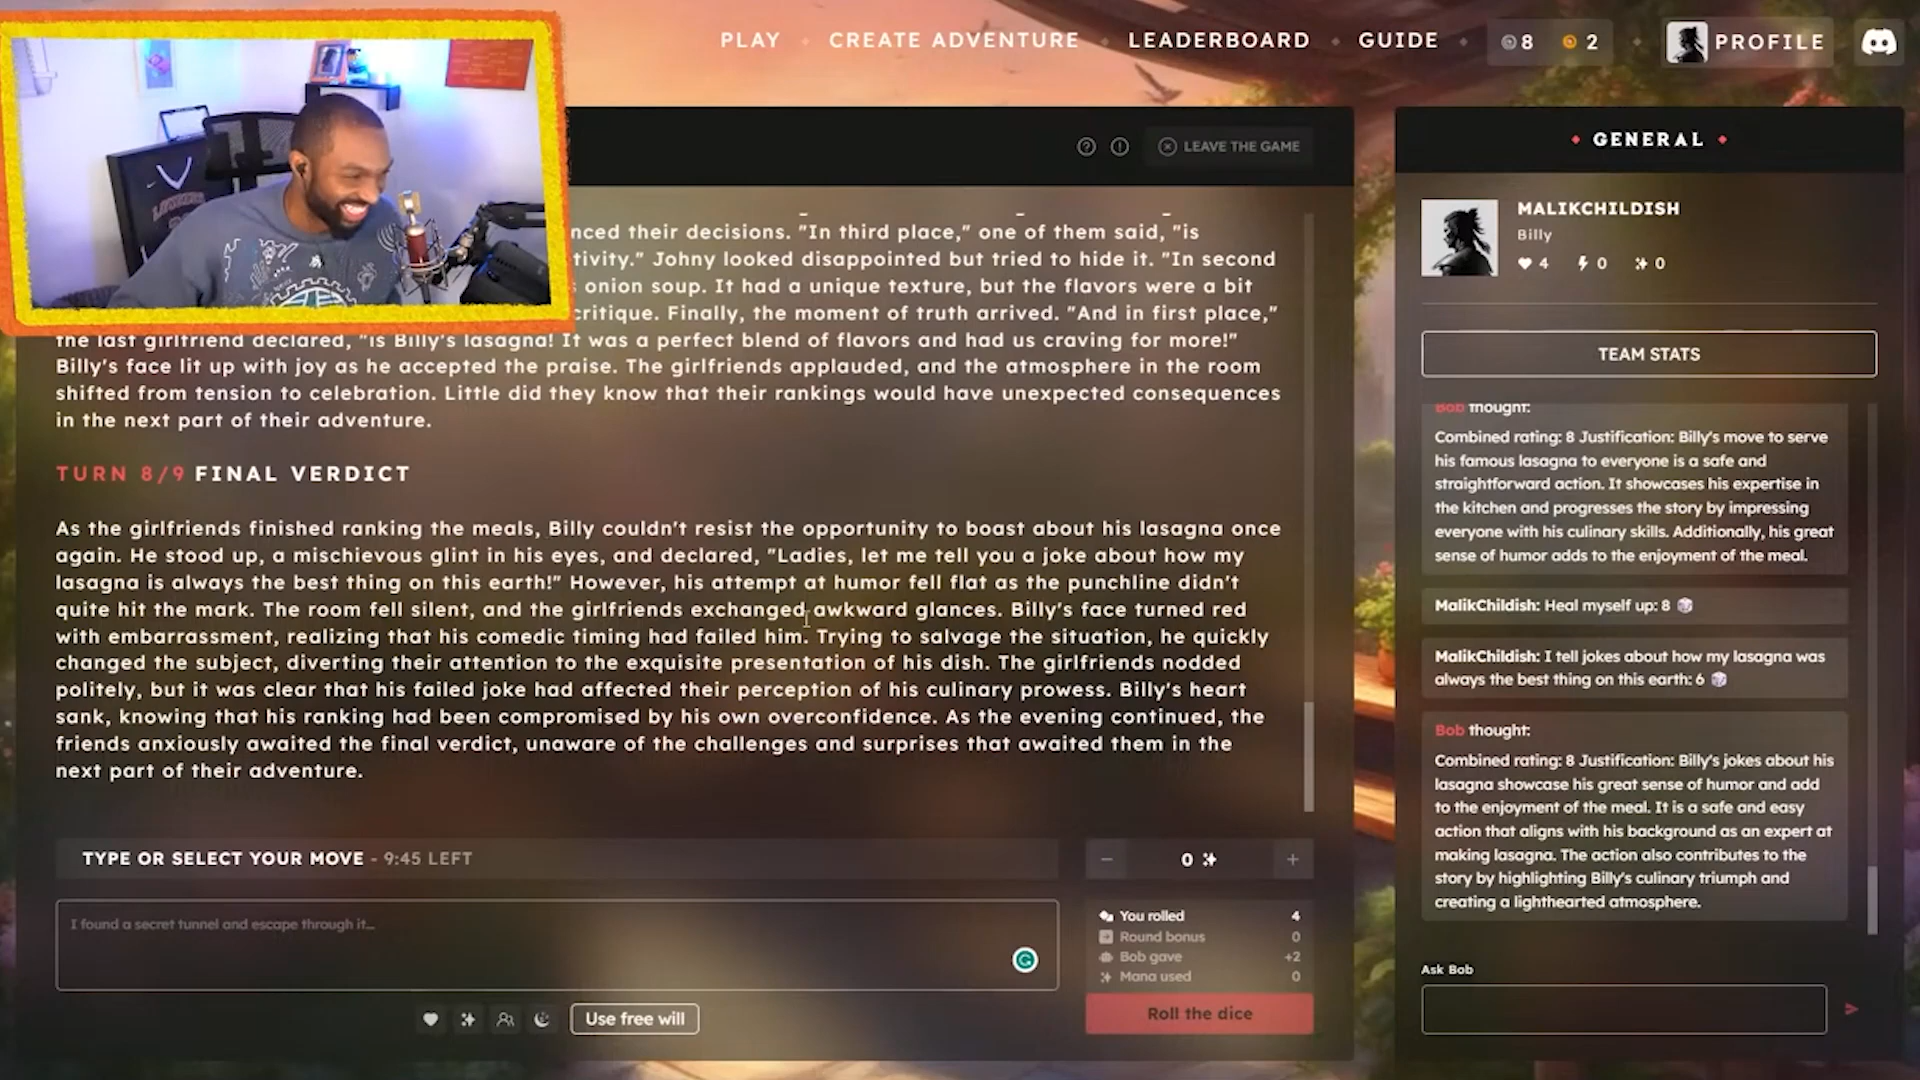 PLAY
CREATE ADVENTURE
LEADERBOARD
GUIDE
8
2
PROFILE
LEAVE THE GAME
nced their decisions. "In third place," one of them said, "is
tivity." Johny looked disappointed but tried to hide it. "In second
onion soup. It had a unique texture, but the flavors were a bit
critique. Finally, the moment of truth arrived. "And in first place,"
the last girlfriend declared, "is Billy's lasagna! It was a perfect blend of flavors and had us craving for more!"
Billy's face lit up with joy as he accepted the praise. The girlfriends applauded, and the atmosphere in the room
shifted from tension to celebration. Little did they know that their rankings would have unexpected consequences
in the next part of their adventure.
TURN 8/9 FINAL VERDICT
As the girlfriends finished ranking the meals, Billy couldn't resist the opportunity to boast about his lasagna once
again. He stood up, a mischievous glint in his eyes, and declared, "Ladies, let me tell you a joke about how my
lasagna is always the best thing on this earth!" However, his attempt at humor fell flat as the punchline didn't
quite hit the mark. The room fell silent, and the girlfriends exchanged awkward glances. Billy's face turned red
with embarrassment, realizing that his comedic timing had failed him. Trying to salvage the situation, he quickly
changed the subject, diverting their attention to the exquisite presentation of his dish. The girlfriends nodded
politely, but it was clear that his failed joke had affected their perception of his culinary prowess. Billy's heart
sank, knowing that his ranking had been compromised by his own overconfidence. As the evening continued, the
friends anxiously awaited the final verdict, unaware of the challenges and surprises that awaited them in the
next part of their adventure.
TYPE OR SELECT YOUR MOVE - 9:45 LEFT
0
I found a secret tunnel and escape through it...
You rolled 4
Round bonus 0
Bob gave +2
Mana used 0
Use free will
Roll the dice
GENERAL
MALIKCHILDISH
Billy
4 0 0
TEAM STATS
Bob thought:
Combined rating: 8 Justification: Billy's move to serve
his famous lasagna to everyone is a safe and
straightforward action. It showcases his expertise in
the kitchen and progresses the story by impressing
everyone with his culinary skills. Additionally, his great
sense of humor adds to the enjoyment of the meal.
MalikChildish: Heal myself up: 8
MalikChildish: I tell jokes about how my lasagna was
always the best thing on this earth: 6
Bob thought:
Combined rating: 8 Justification: Billy's jokes about his
lasagna showcase his great sense of humor and add
to the enjoyment of the meal. It is a safe and easy
action that aligns with his background as an expert at
making lasagna. The action also contributes to the
story by highlighting Billy's culinary triumph and
creating a lighthearted atmosphere.
Ask Bob